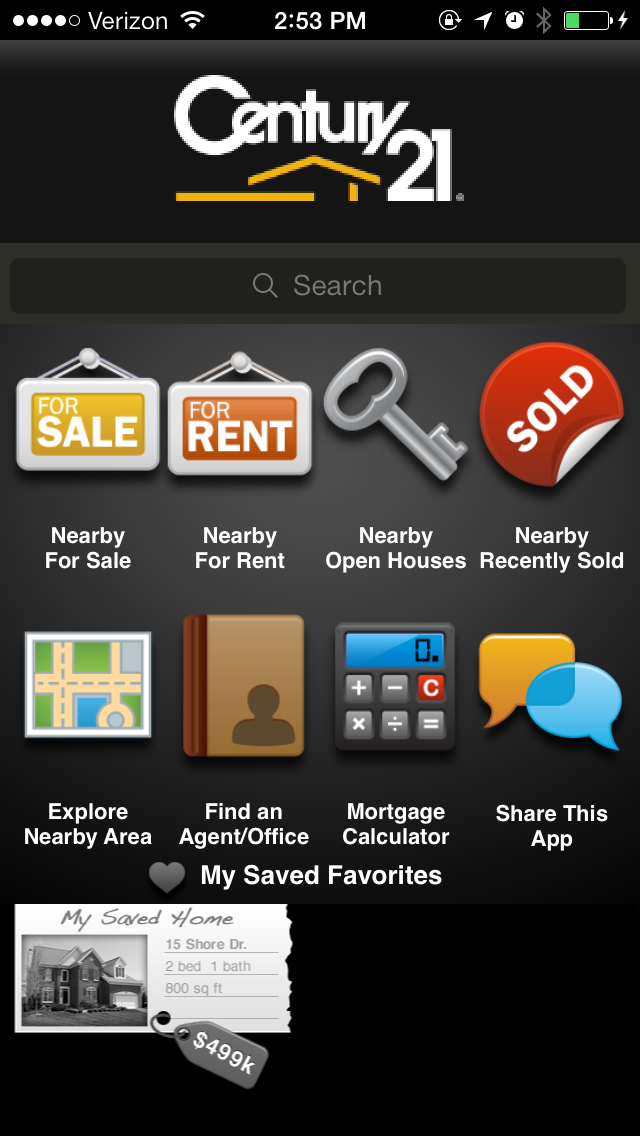 Verizon 2:53 PM
Century 21
Search
FOR SALE
FOR RENT
SOLD
Nearby For Sale
Nearby For Rent
Nearby Open Houses
Nearby Recently Sold
0.
+ − C
× ÷ =
Explore Nearby Area
Find an Agent/Office
Mortgage Calculator
Share This App
My Saved Favorites
My Saved Home
15 Shore Dr.
2 bed 1 bath
800 sq ft
$499k